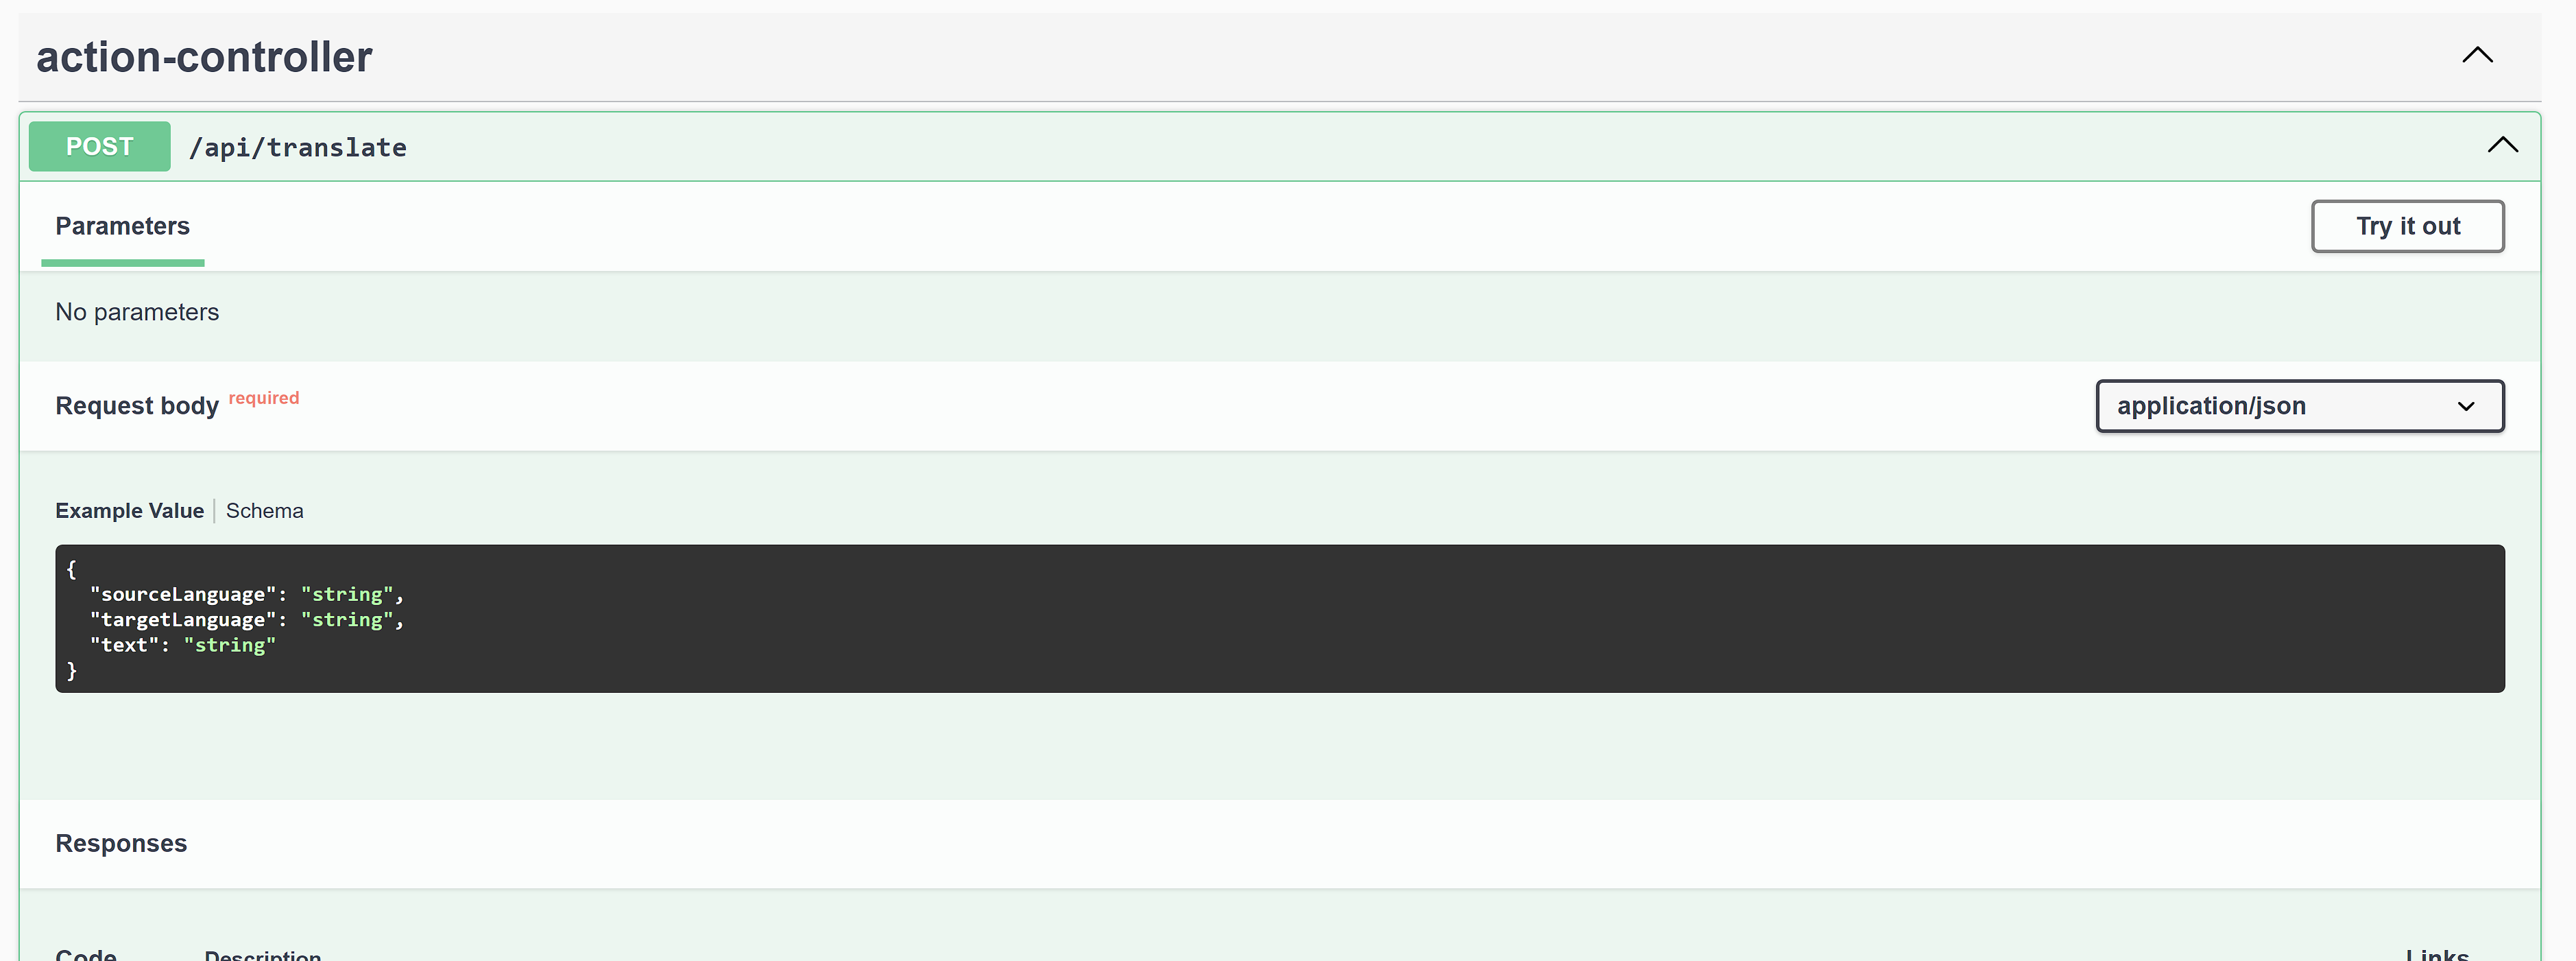 action-controller
POST /api/translate
Parameters
Try it out
No parameters
Request body required
application/json
Example Value | Schema
{
  "sourceLanguage": "string",
  "targetLanguage": "string",
  "text": "string"
}
Responses
Code Description Links